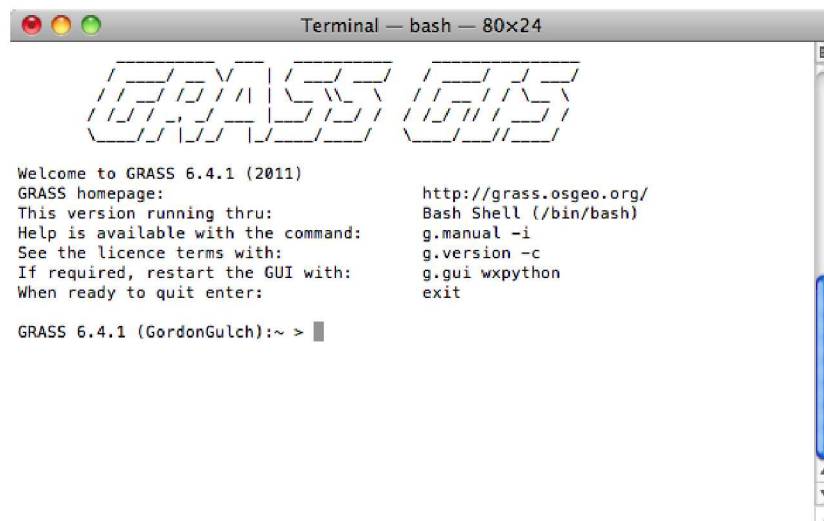 Terminal — bash — 80×24
GRASS GIS
Welcome to GRASS 6.4.1 (2011)
GRASS homepage: http://grass.osgeo.org/
This version running thru: Bash Shell (/bin/bash)
Help is available with the command: g.manual -i
See the licence terms with: g.version -c
If required, restart the GUI with: g.gui wxpython
When ready to quit enter: exit
GRASS 6.4.1 (GordonGulch):~ >